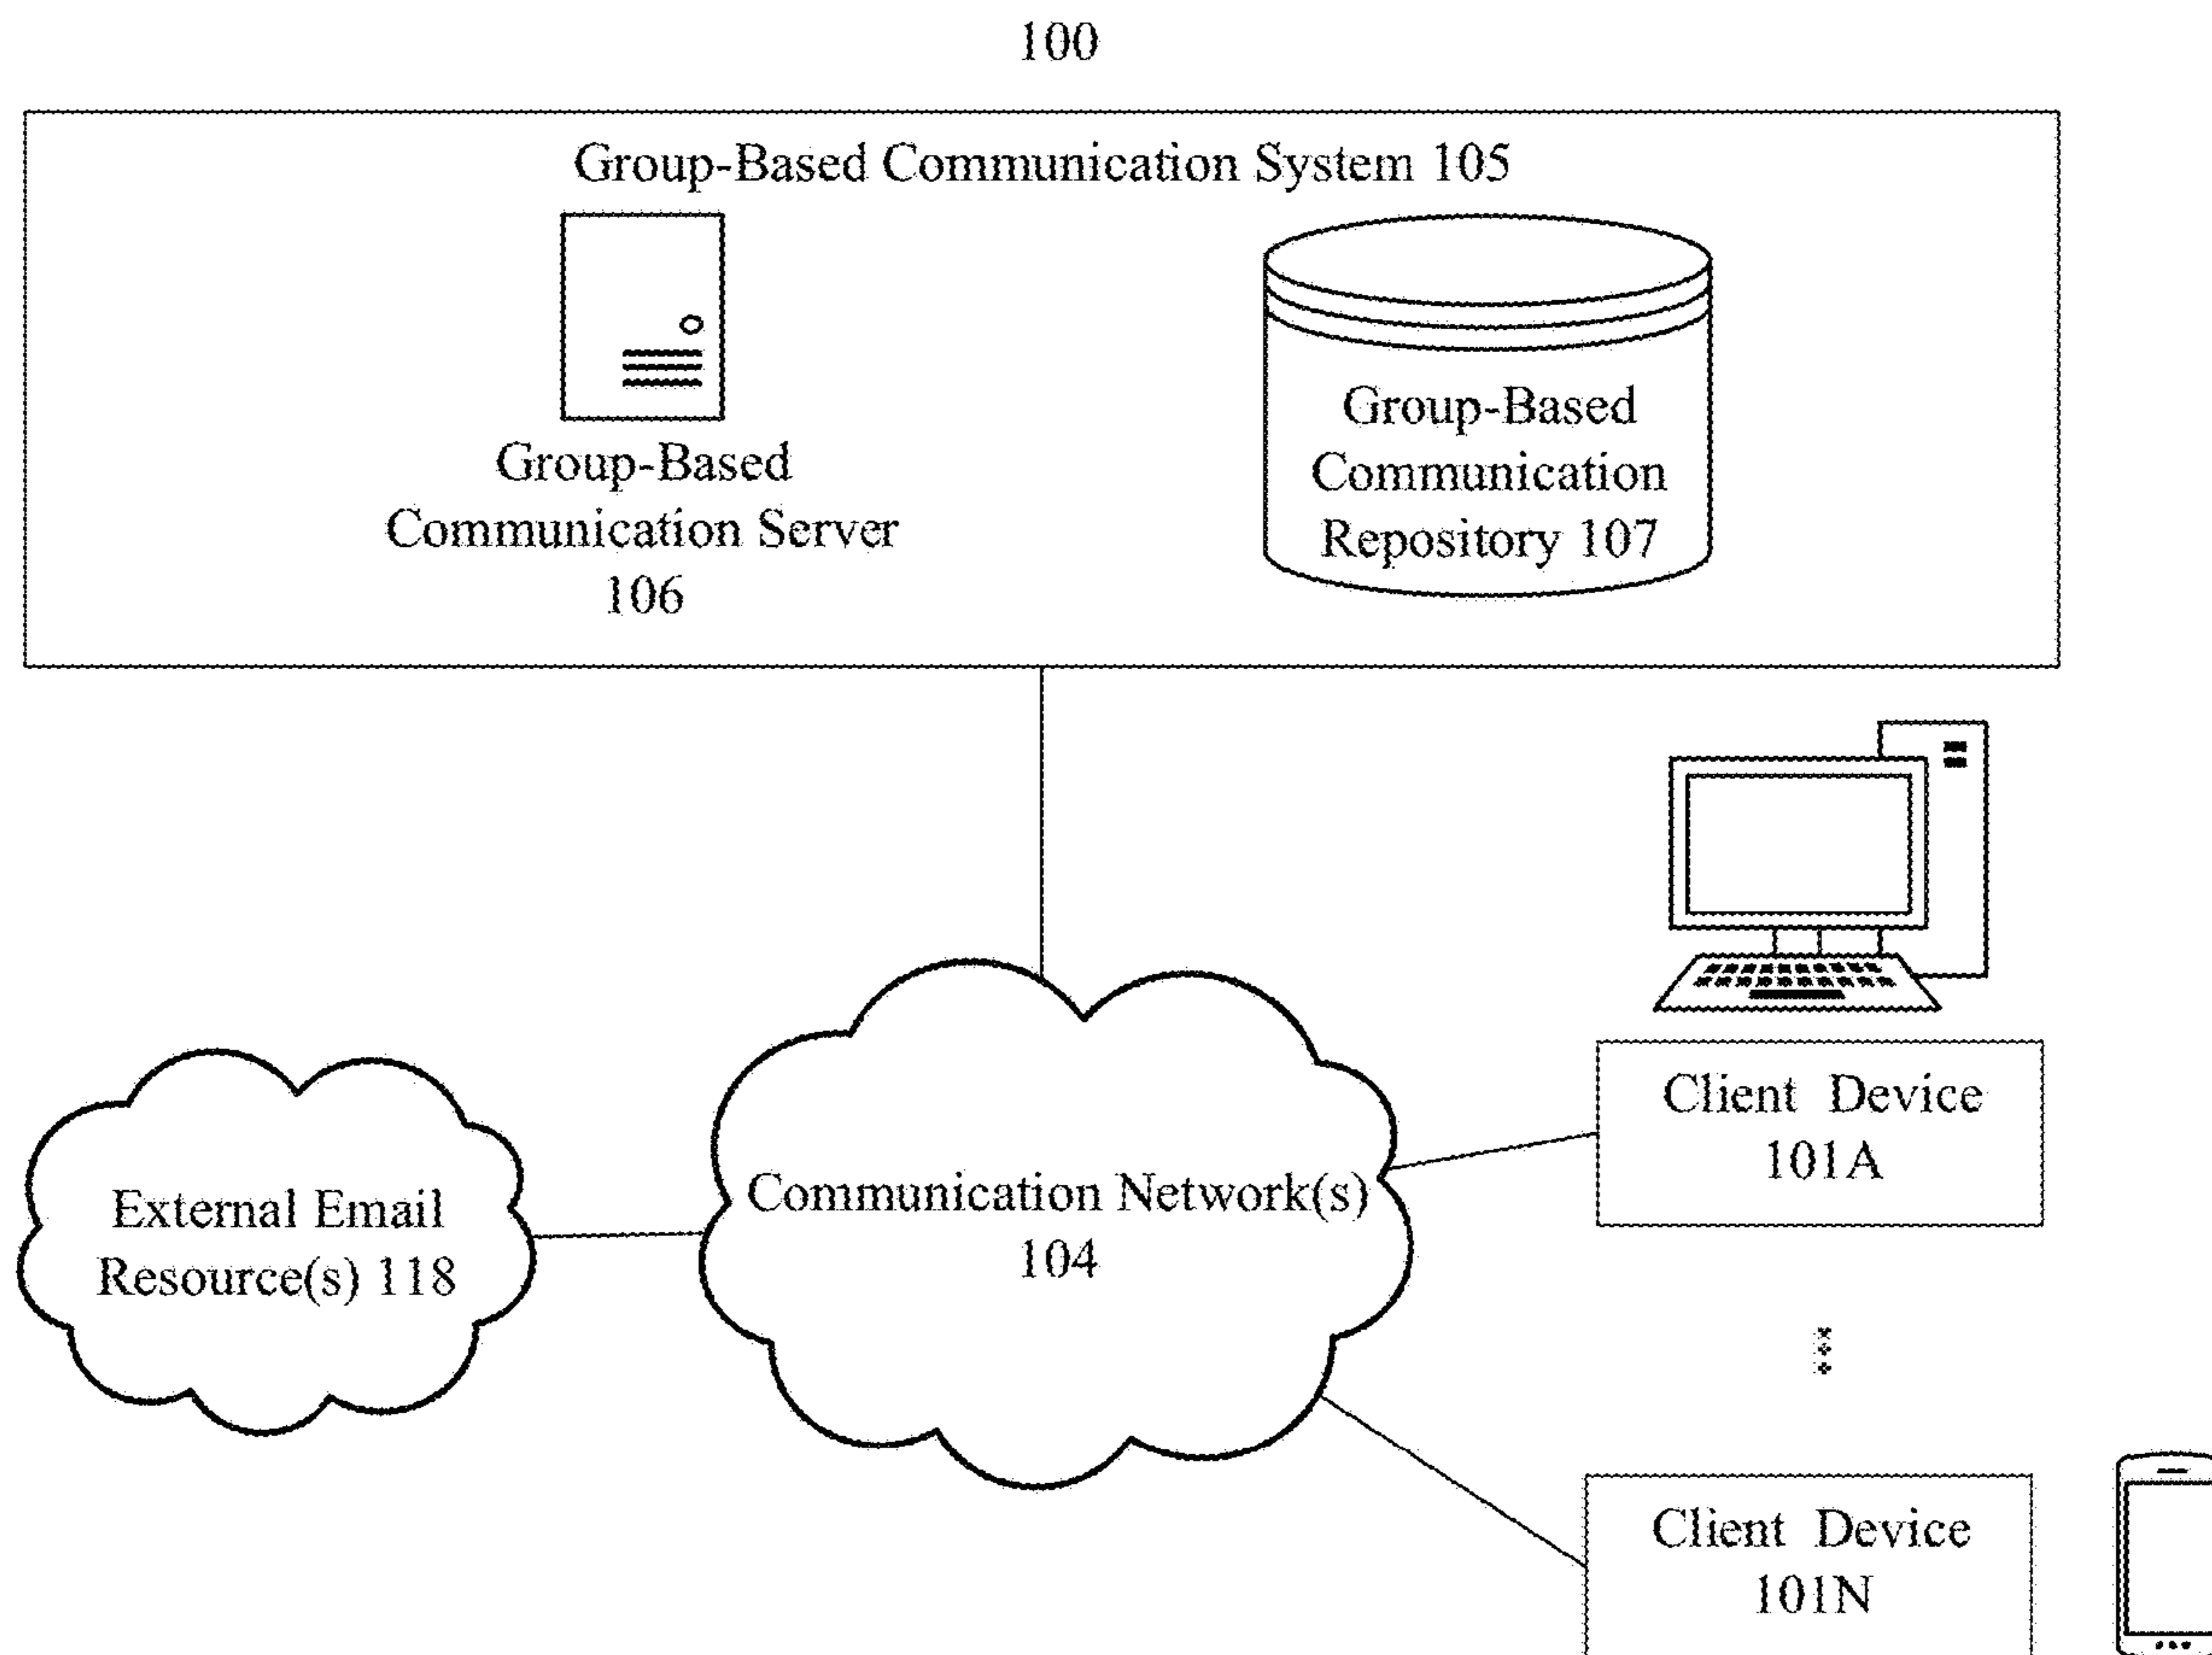 100
Group-Based Communication System 105
Group-Based
Communication Server
106
Group-Based
Communication
Repository 107
External Email
Resource(s) 118
Communication Network(s)
104
Client Device
101A
Client Device
101N